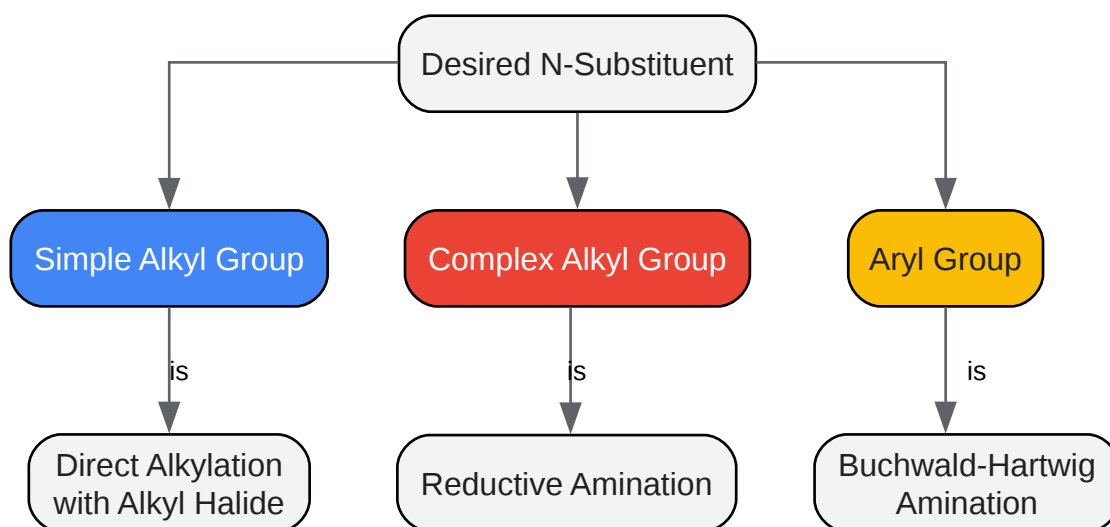 Desired N-Substituent
Simple Alkyl Group
Complex Alkyl Group
Aryl Group
is
is
is
Direct Alkylation
with Alkyl Halide
Reductive Amination
Buchwald-Hartwig
Amination